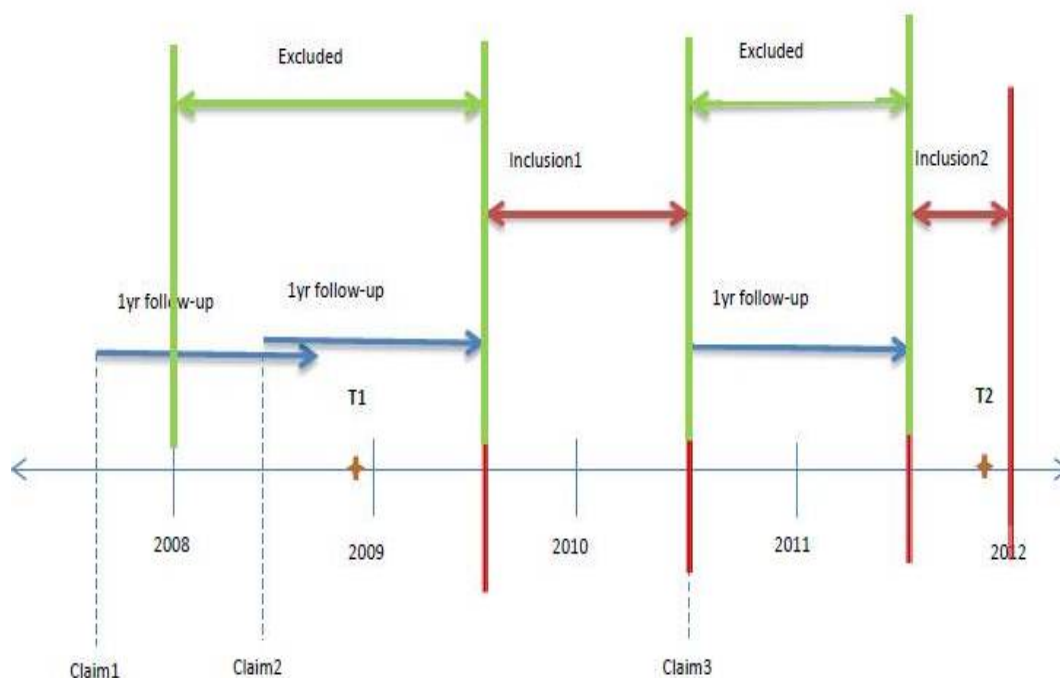 Excluded
Excluded
Inclusion1
Inclusion2
1yr follow-up
1yr follow-up
1yr follow-up
T1
T2
2008
2009
2010
2011
2012
Claim1
Claim2
Claim3